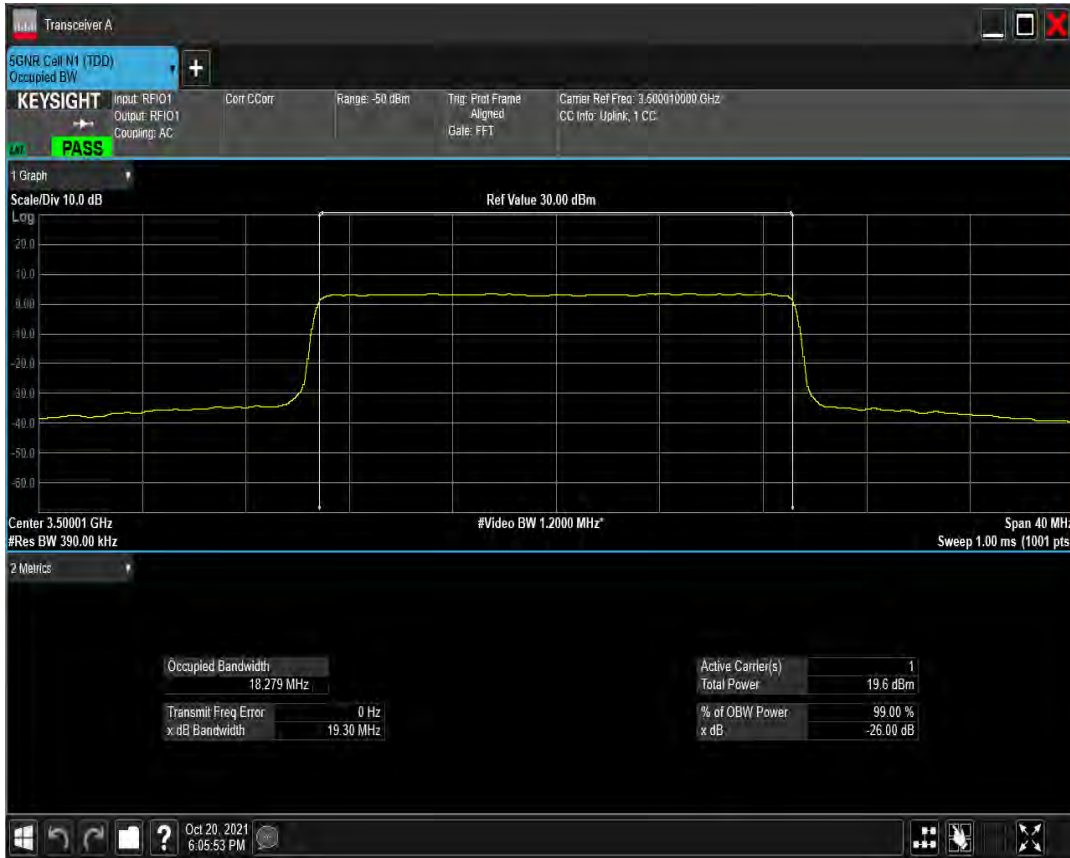 Transceiver A
5GNR Cell N1 (TDD)
Occupied BW
+
KEYSIGHT
Input: RFIO1
Output: RFIO1
Coupling: AC
Corr CCorr
Range: -50 dBm
Trig: Prot Frame
Aligned
Gate: FFT
Carrier Ref Freq: 3.500010000 GHz
CC Info: Uplink, 1 CC
PASS
1 Graph
Scale/Div 10.0 dB
Ref Value 30.00 dBm
Log
20.0
10.0
0.00
-10.0
-20.0
-30.0
-40.0
-50.0
-60.0
Center 3.50001 GHz
#Video BW 1.2000 MHz*
Span 40 MHz
#Res BW 390.00 kHz
Sweep 1.00 ms (1001 pts
2 Metrics
Occupied Bandwidth
18.279 MHz
Transmit Freq Error 0 Hz
x dB Bandwidth 19.30 MHz
Active Carrier(s) 1
Total Power 19.6 dBm
% of OBW Power 99.00 %
x dB -26.00 dB
?
Oct 20, 2021
6:05:53 PM